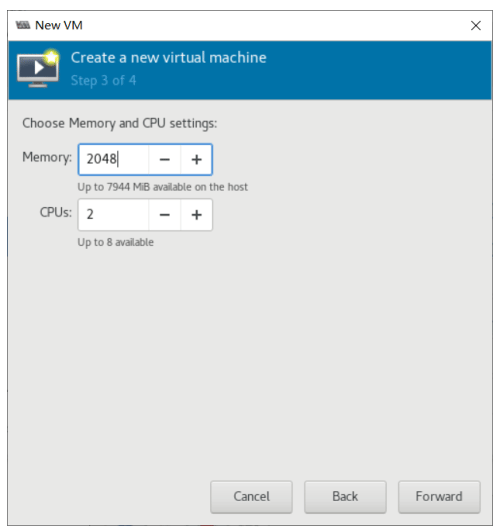 New VM
Create a new virtual machine
Step 3 of 4
Choose Memory and CPU settings:
Memory: 2048 − +
Up to 7944 MiB available on the host
CPUs: 2 − +
Up to 8 available
Cancel Back Forward